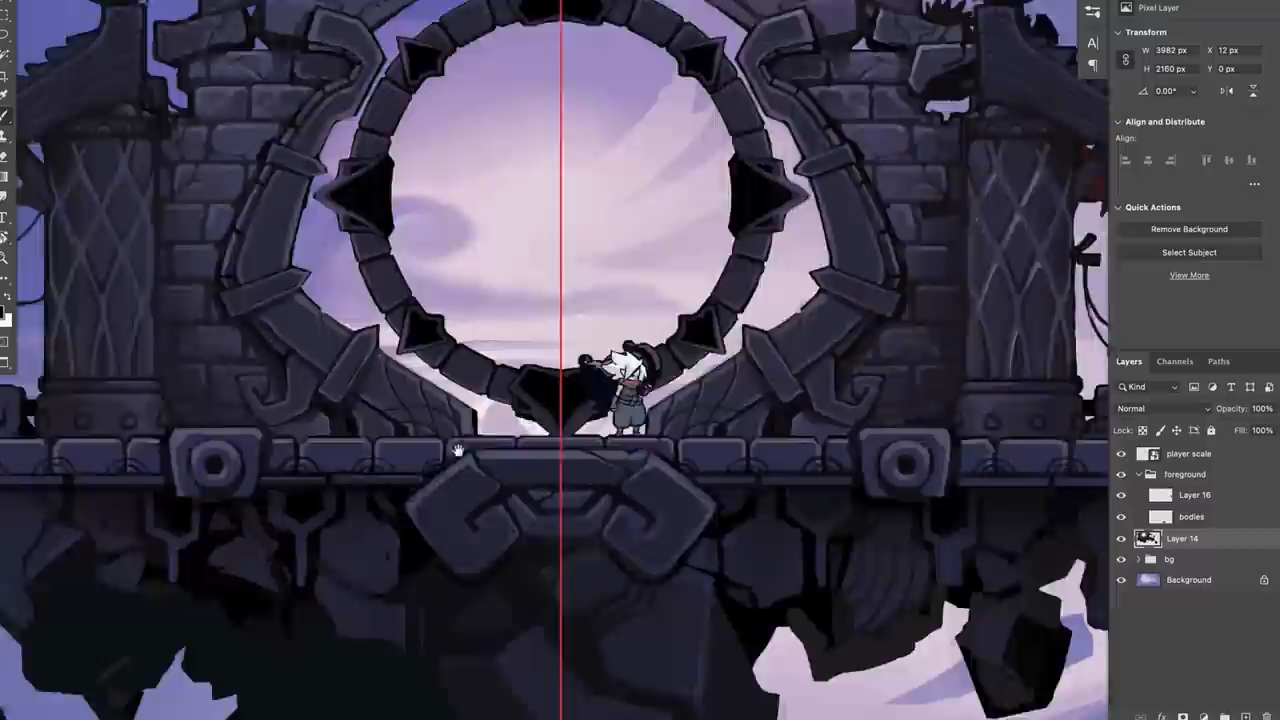 Pixel Layer
Transform
W 3982 px X 12 px
H 2160 px Y 0 px
0.00°
Align and Distribute
Align:
Quick Actions
Remove Background
Select Subject
View More
Layers Channels Paths
Kind
Normal Opacity: 100%
Lock: Fill: 100%
player scale
foreground
Layer 16
bodies
Layer 14
bg
Background